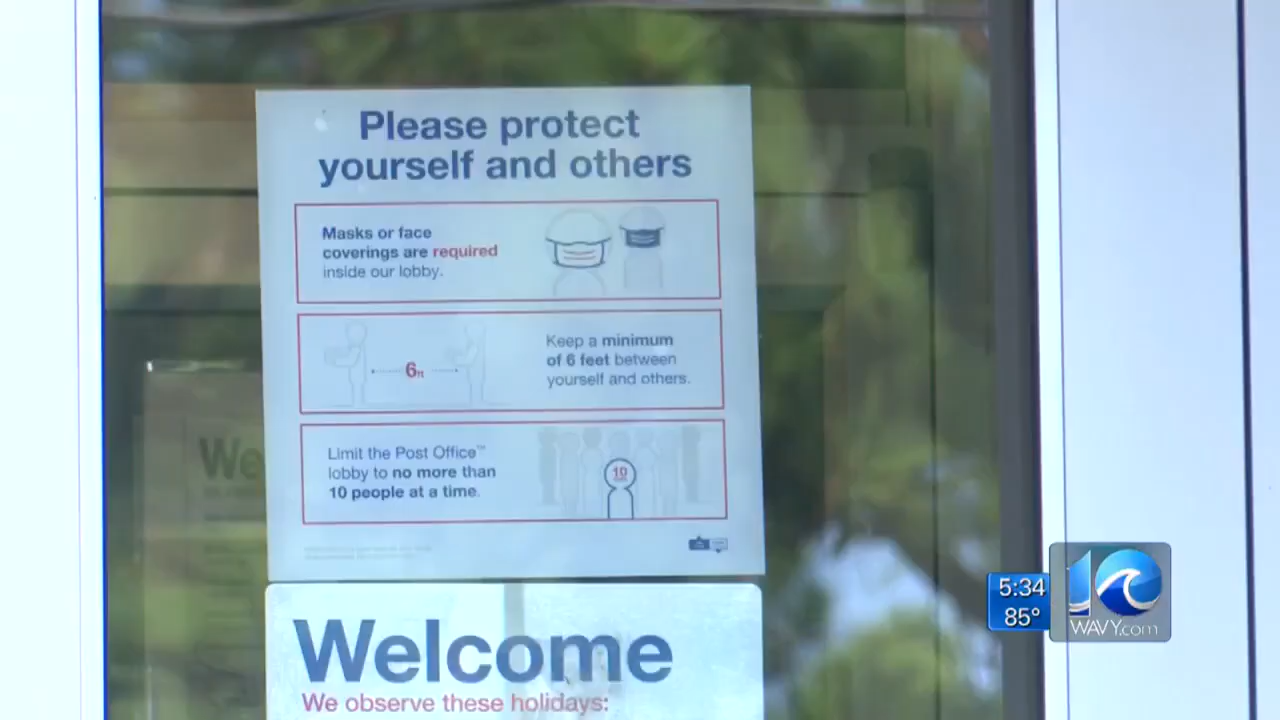 Please protect
yourself and others
Masks or face
coverings are required
inside our lobby.
6ft
Keep a minimum
of 6 feet between
yourself and others.
Limit the Post Office™
lobby to no more than
10 people at a time.
10
We
Welcome
We observe these holidays:
5:34
85°
10
WAVY.com